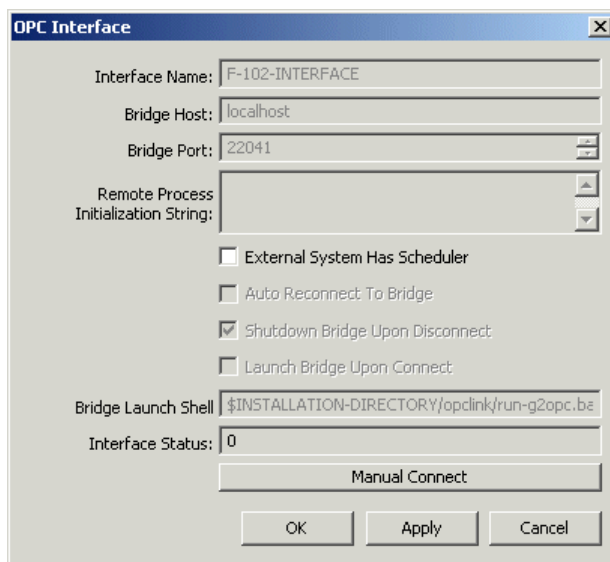 OPC Interface
Interface Name: F-102-INTERFACE
Bridge Host: localhost
Bridge Port: 22041
Remote Process
Initialization String:
External System Has Scheduler
Auto Reconnect To Bridge
Shutdown Bridge Upon Disconnect
Launch Bridge Upon Connect
Bridge Launch Shell $INSTALLATION-DIRECTORY/opclink/run-g2opc.ba
Interface Status: 0
Manual Connect
OK Apply Cancel